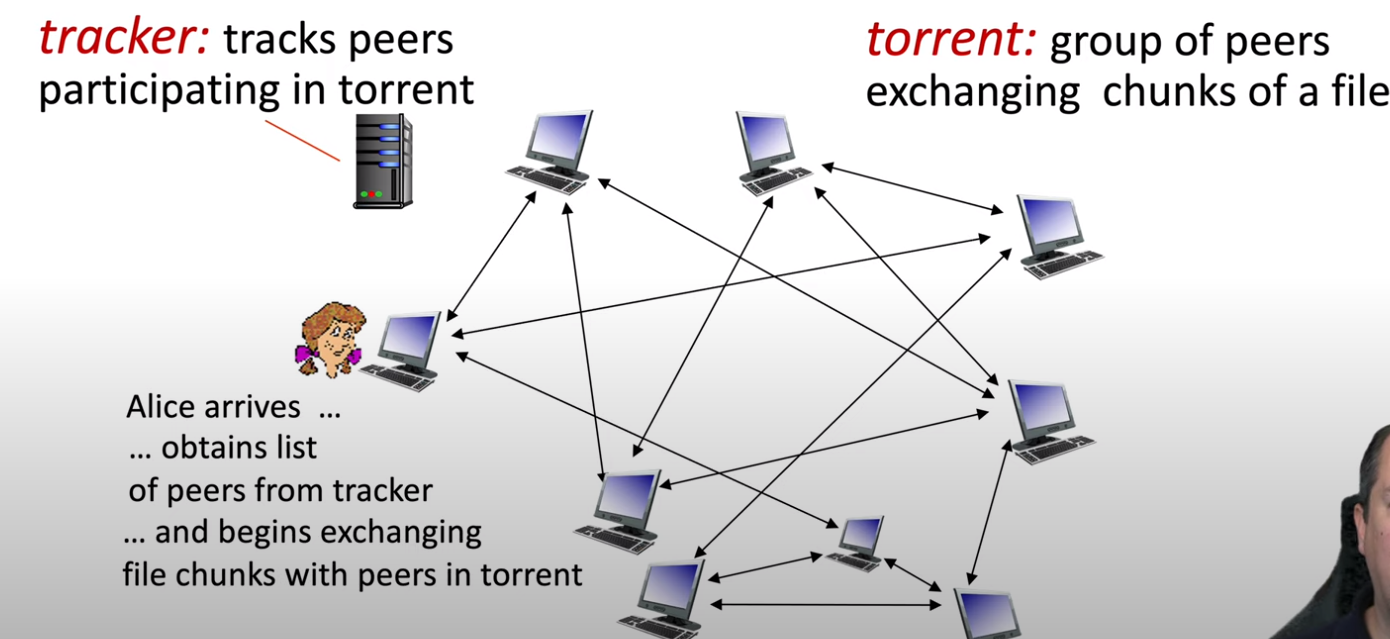 tracker: tracks peers
participating in torrent
torrent: group of peers
exchanging chunks of a file
Alice arrives ...
... obtains list
of peers from tracker
... and begins exchanging
file chunks with peers in torrent